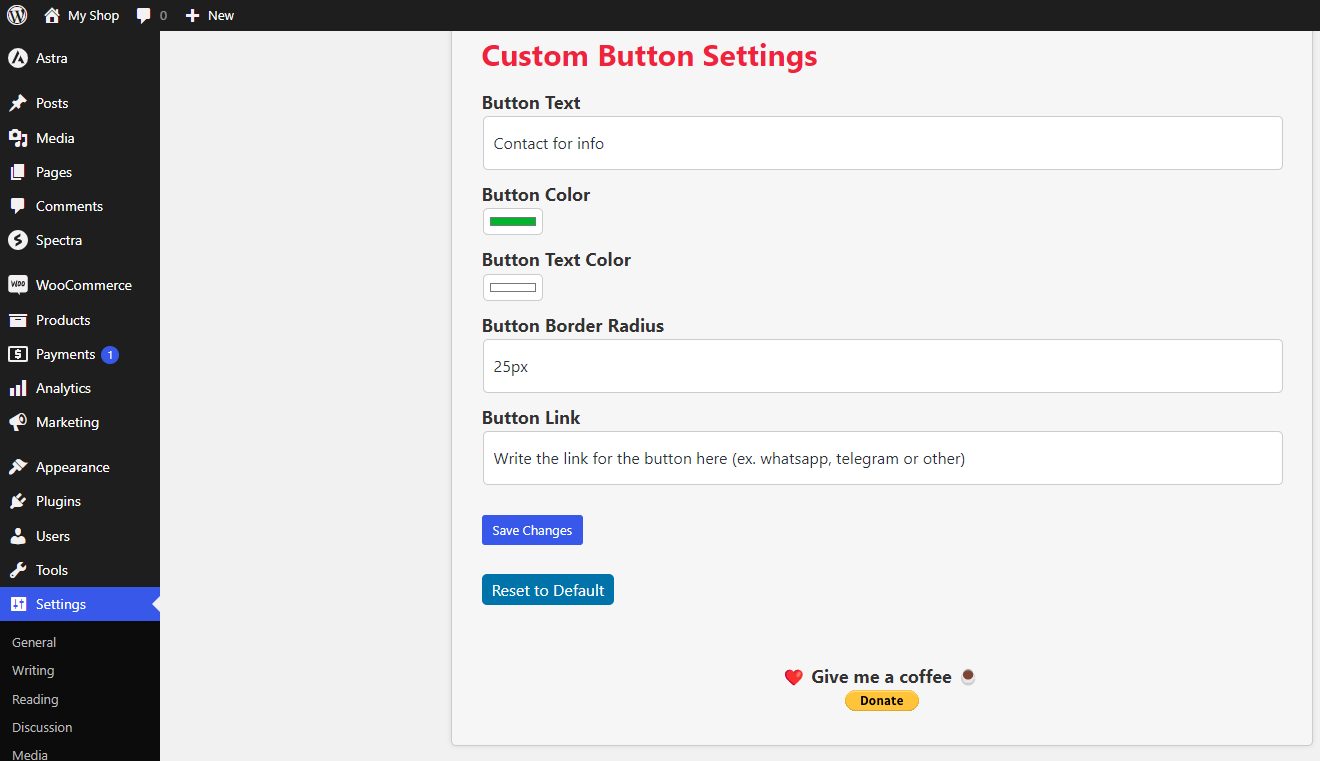 My Shop 0 New
Astra
Posts
Media
Pages
Comments
Spectra
WOO WooCommerce
Products
Payments 1
Analytics
Marketing
Appearance
Plugins
Users
Tools
Settings
General
Writing
Reading
Discussion
Media
Custom Button Settings
Button Text
Contact for info
Button Color
Button Text Color
Button Border Radius
25px
Button Link
Write the link for the button here (ex. whatsapp, telegram or other)
Save Changes
Reset to Default
❤️ Give me a coffee ☕
Donate